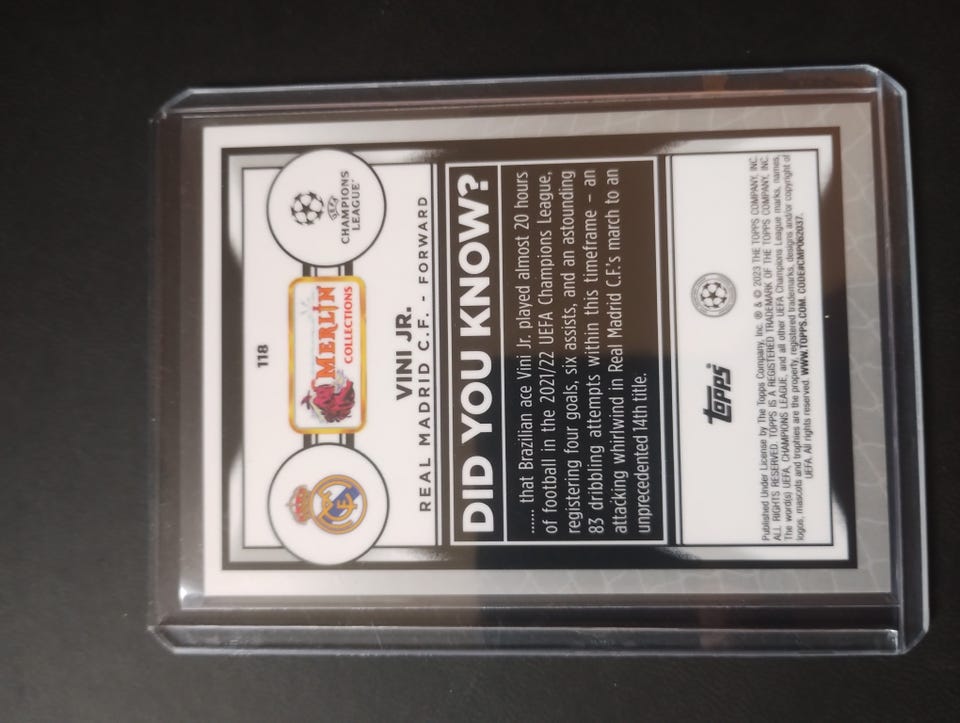 118
UEFA
CHAMPIONS
LEAGUE
MERLIN
COLLECTIONS
VINI JR.
REAL MADRID C.F. - FORWARD
DID YOU KNOW?
...... that Brazilian ace Vini Jr. played almost 20 hours
of football in the 2021/22 UEFA Champions League,
registering four goals, six assists, and an astounding
83 dribbling attempts within this timeframe – an
attacking whirlwind in Real Madrid C.F.'s march to an
unprecedented 14th title.
Topps
Published Under License by The Topps Company, Inc. ® & © 2023 THE TOPPS COMPANY, INC.
ALL RIGHTS RESERVED. TOPPS IS A REGISTERED TRADEMARK OF THE TOPPS COMPANY, INC.
The word(s) UEFA, CHAMPIONS LEAGUE, and all other UEFA Champions League marks, names,
logos, mascots and trophies are the property, registered trademarks, designs and/or copyright of
UEFA. All rights reserved. WWW.TOPPS.COM. CODE#CMP062037.